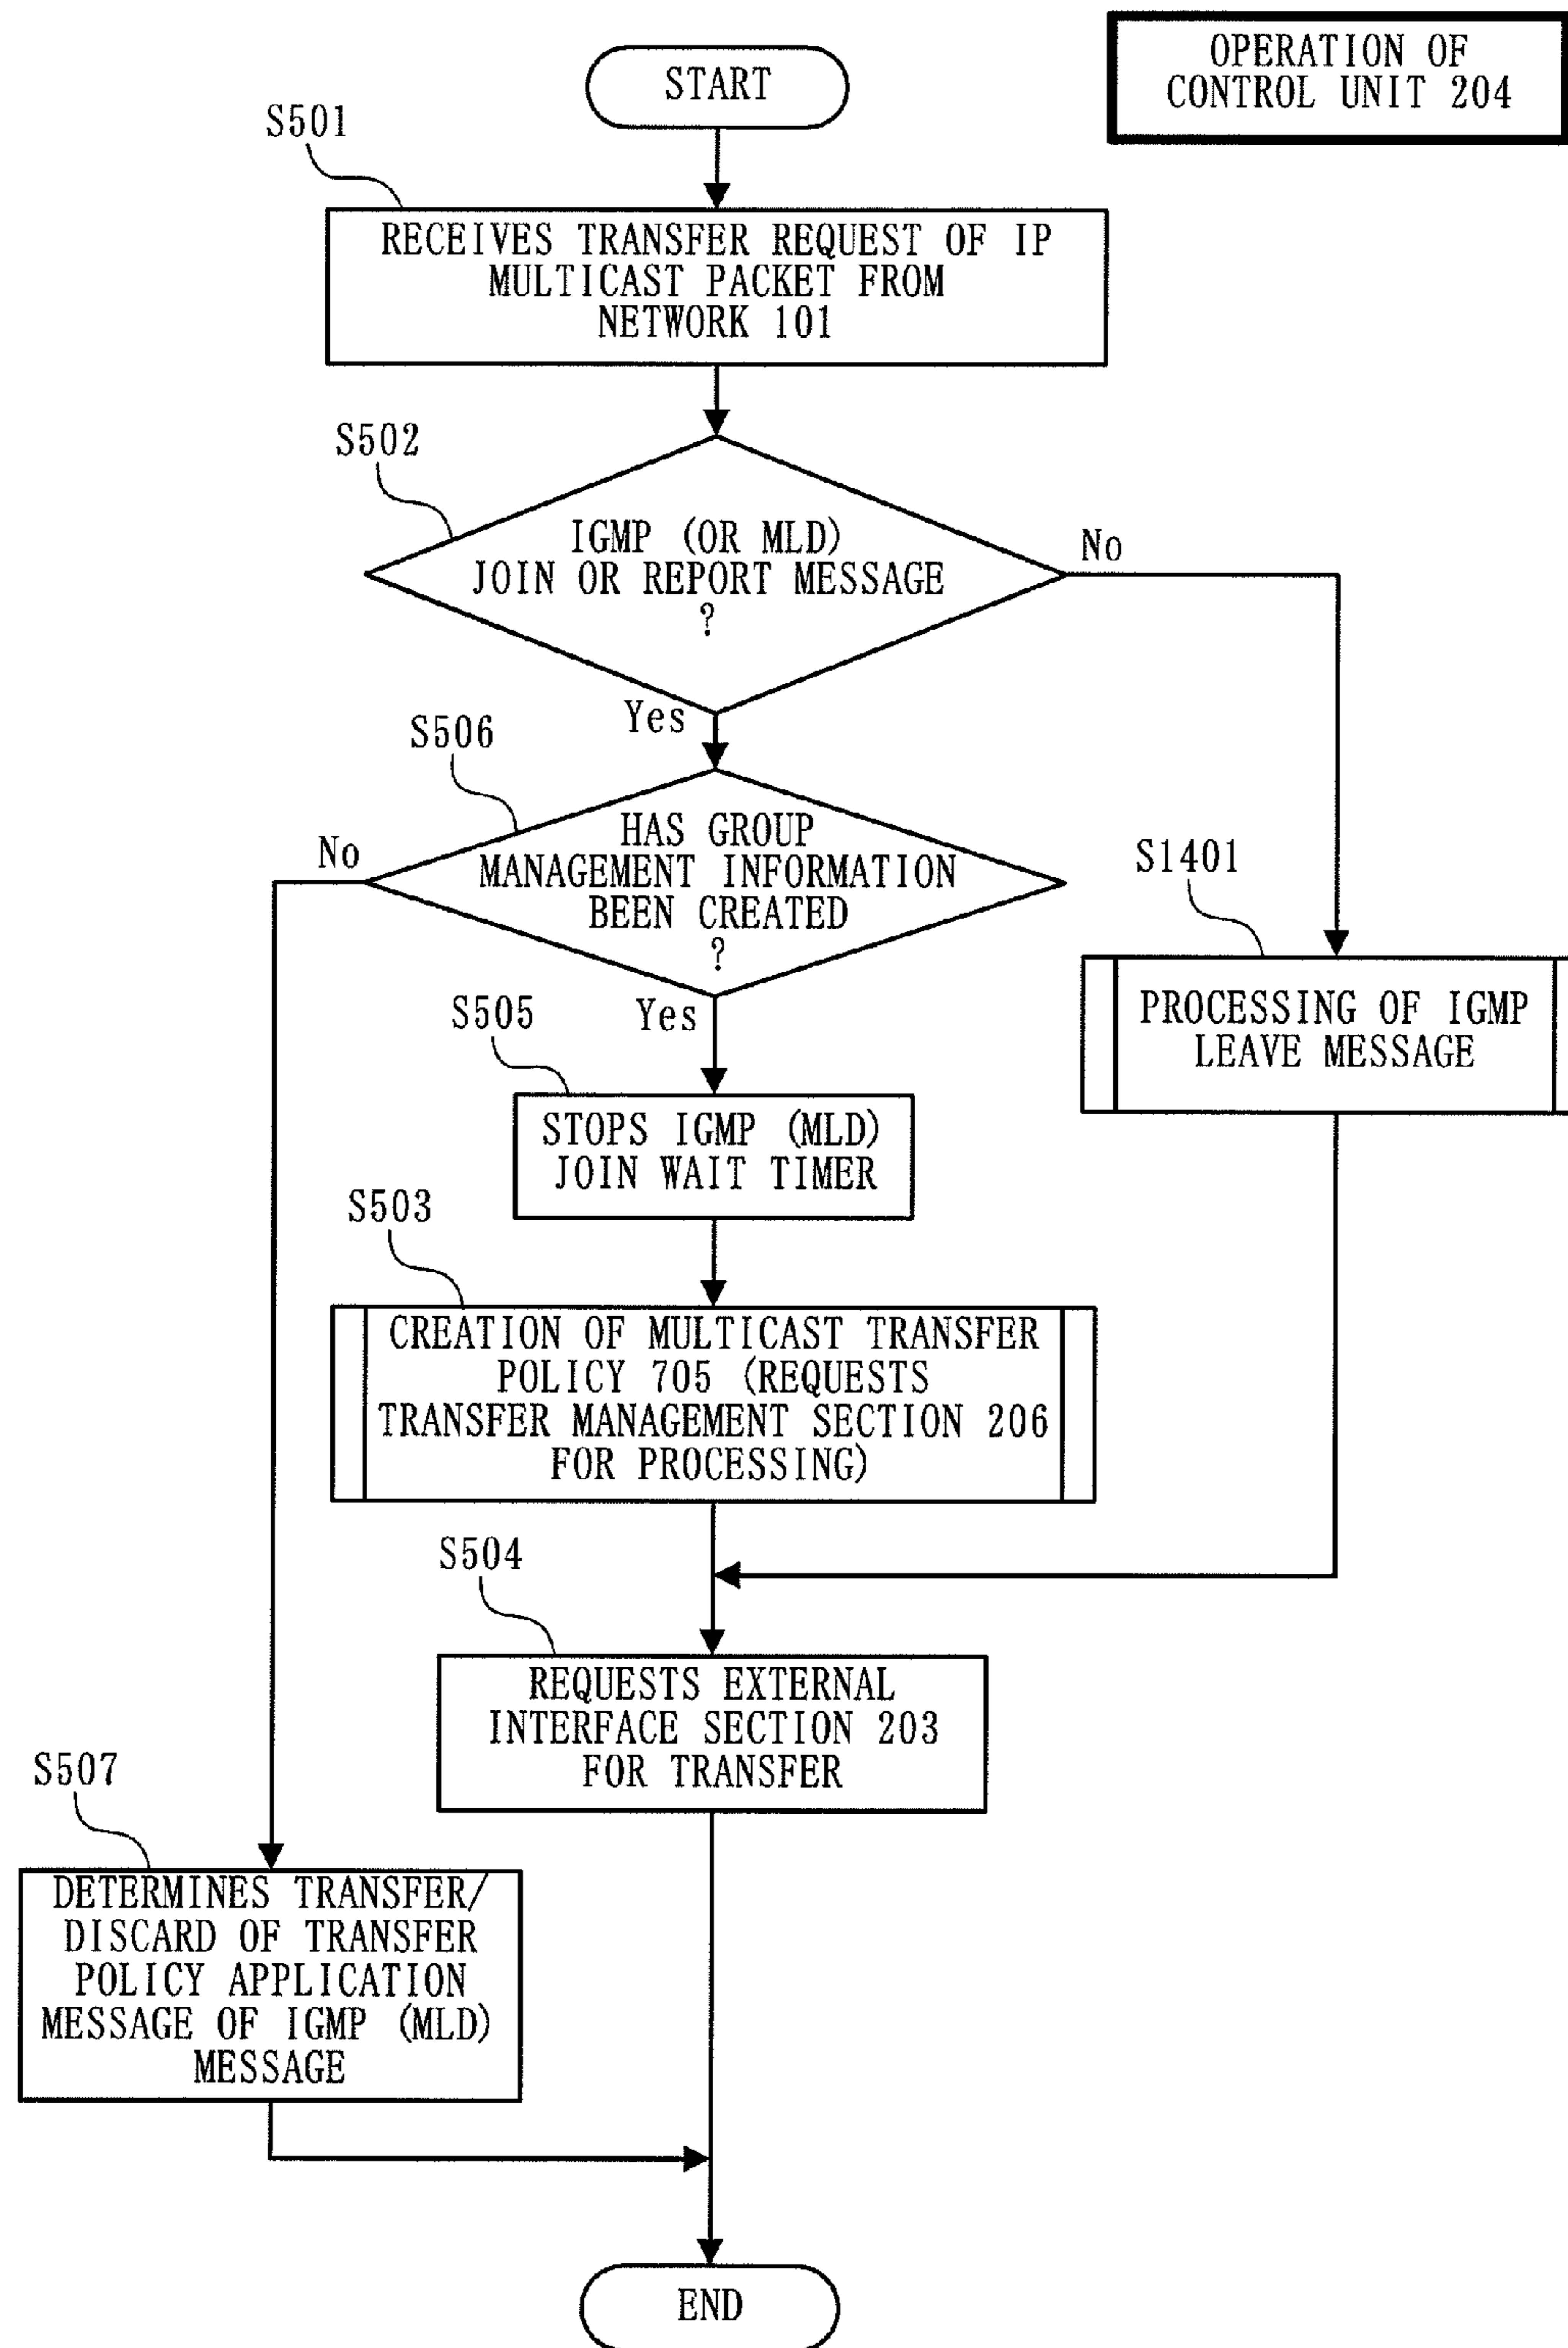 OPERATION OF
CONTROL UNIT 204
START
S501
RECEIVES TRANSFER REQUEST OF IP
MULTICAST PACKET FROM
NETWORK 101
S502
IGMP (OR MLD)
JOIN OR REPORT MESSAGE
?
No
Yes
S506
HAS GROUP
MANAGEMENT INFORMATION
BEEN CREATED
?
No
Yes
S1401
PROCESSING OF IGMP
LEAVE MESSAGE
S505
STOPS IGMP (MLD)
JOIN WAIT TIMER
S503
CREATION OF MULTICAST TRANSFER
POLICY 705 (REQUESTS
TRANSFER MANAGEMENT SECTION 206
FOR PROCESSING)
S504
REQUESTS EXTERNAL
INTERFACE SECTION 203
FOR TRANSFER
S507
DETERMINES TRANSFER/
DISCARD OF TRANSFER
POLICY APPLICATION
MESSAGE OF IGMP (MLD)
MESSAGE
END